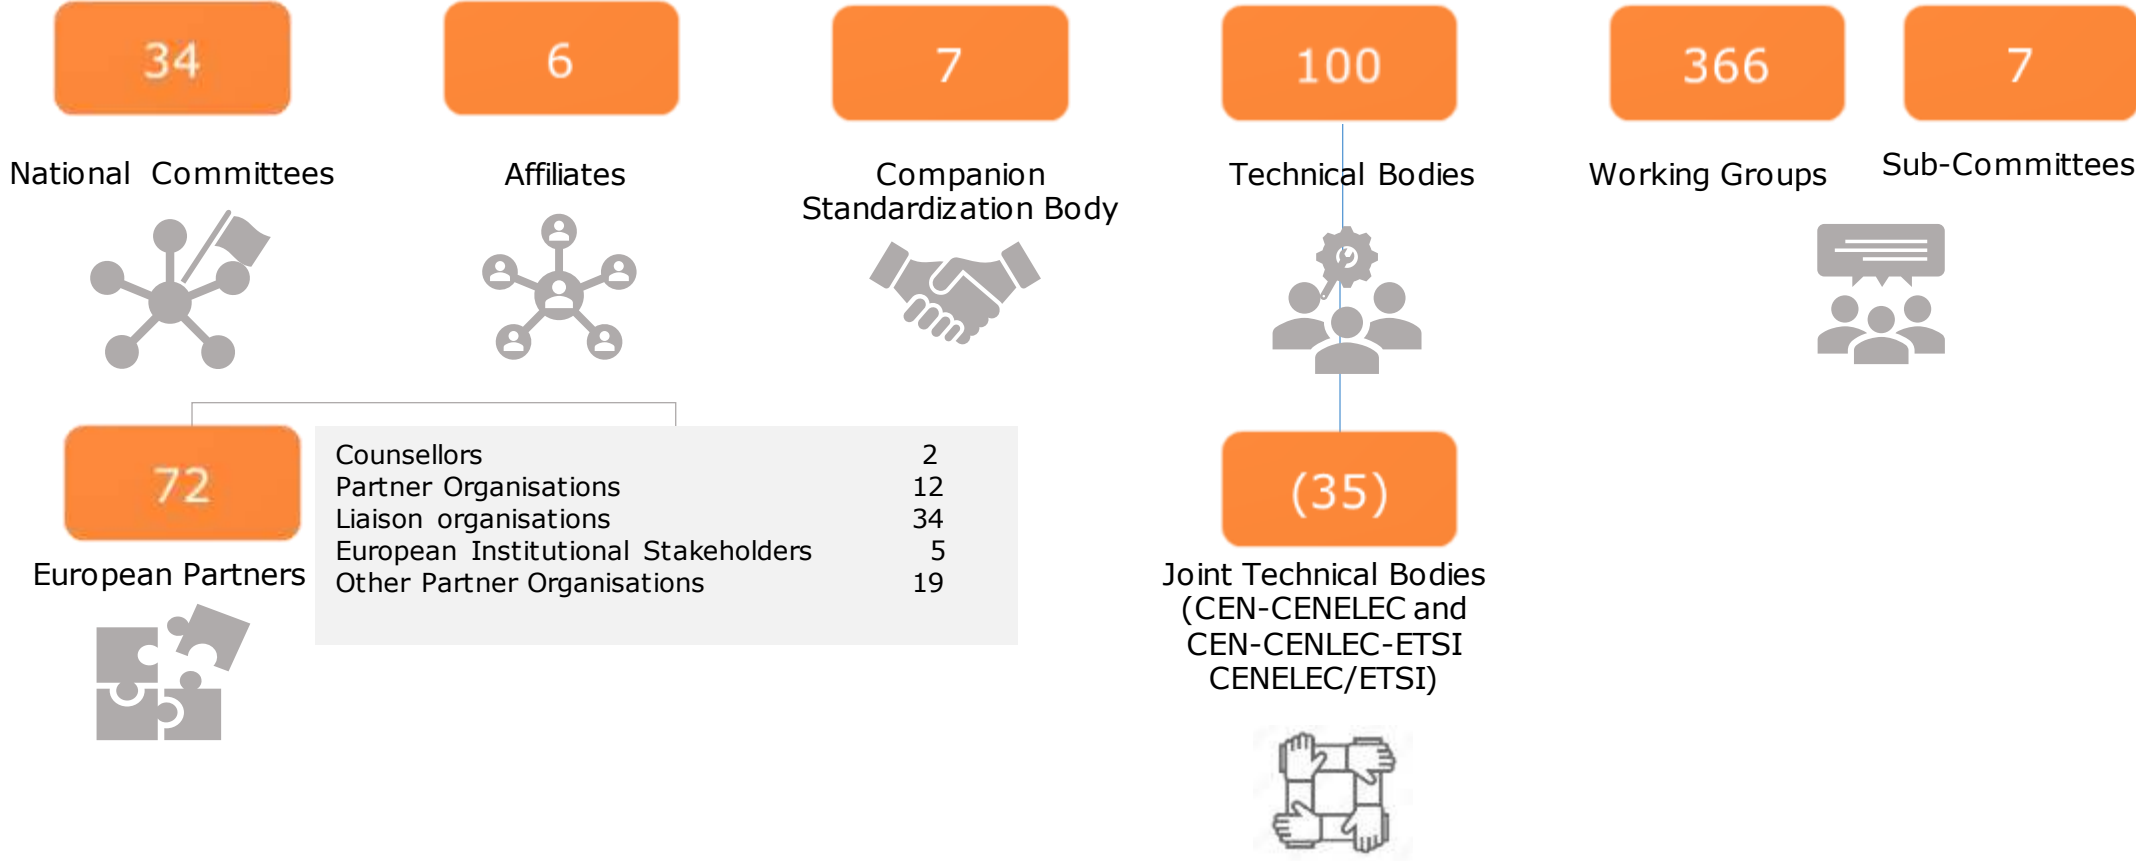 34
6
7
100
366
7
National Committees
Affiliates
Companion
Standardization Body
Technical Bodies
Working Groups
Sub-Committees
72
European Partners
Counsellors 2
Partner Organisations 12
Liaison organisations 34
European Institutional Stakeholders 5
Other Partner Organisations 19
(35)
Joint Technical Bodies
(CEN-CENELEC and
CEN-CENLEC-ETSI
CENELEC/ETSI)